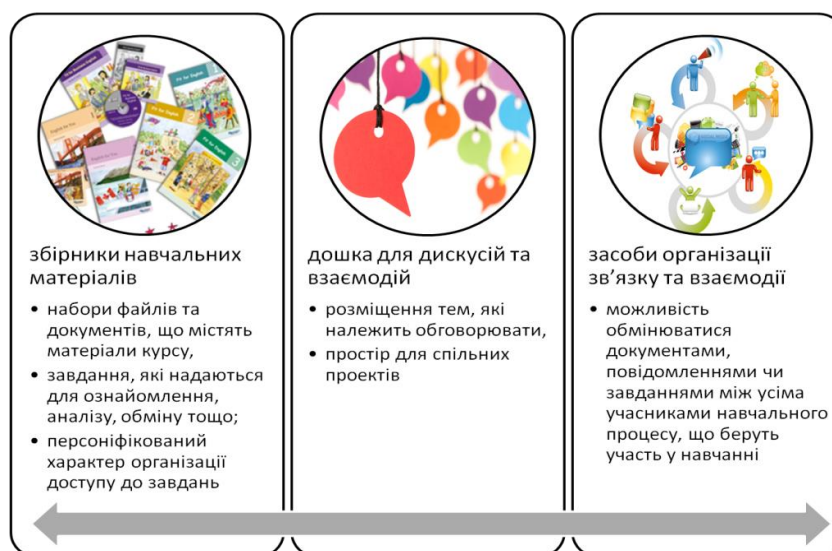 збірники навчальних
матеріалів
• набори файлів та
документів, що містять
матеріали курсу,
• завдання, які надаються
для ознайомлення,
аналізу, обміну тощо;
• персоніфікований
характер організації
доступу до завдань
дошка для дискусій та
взаємодій
• розміщення тем, які
належить обговорювати,
• простір для спільних
проектів
засоби організації
зв'язку та взаємодії
• можливість
обмінюватися
документами,
повідомленнями чи
завданнями між усіма
учасниками навчального
процесу, що беруть
участь у навчанні